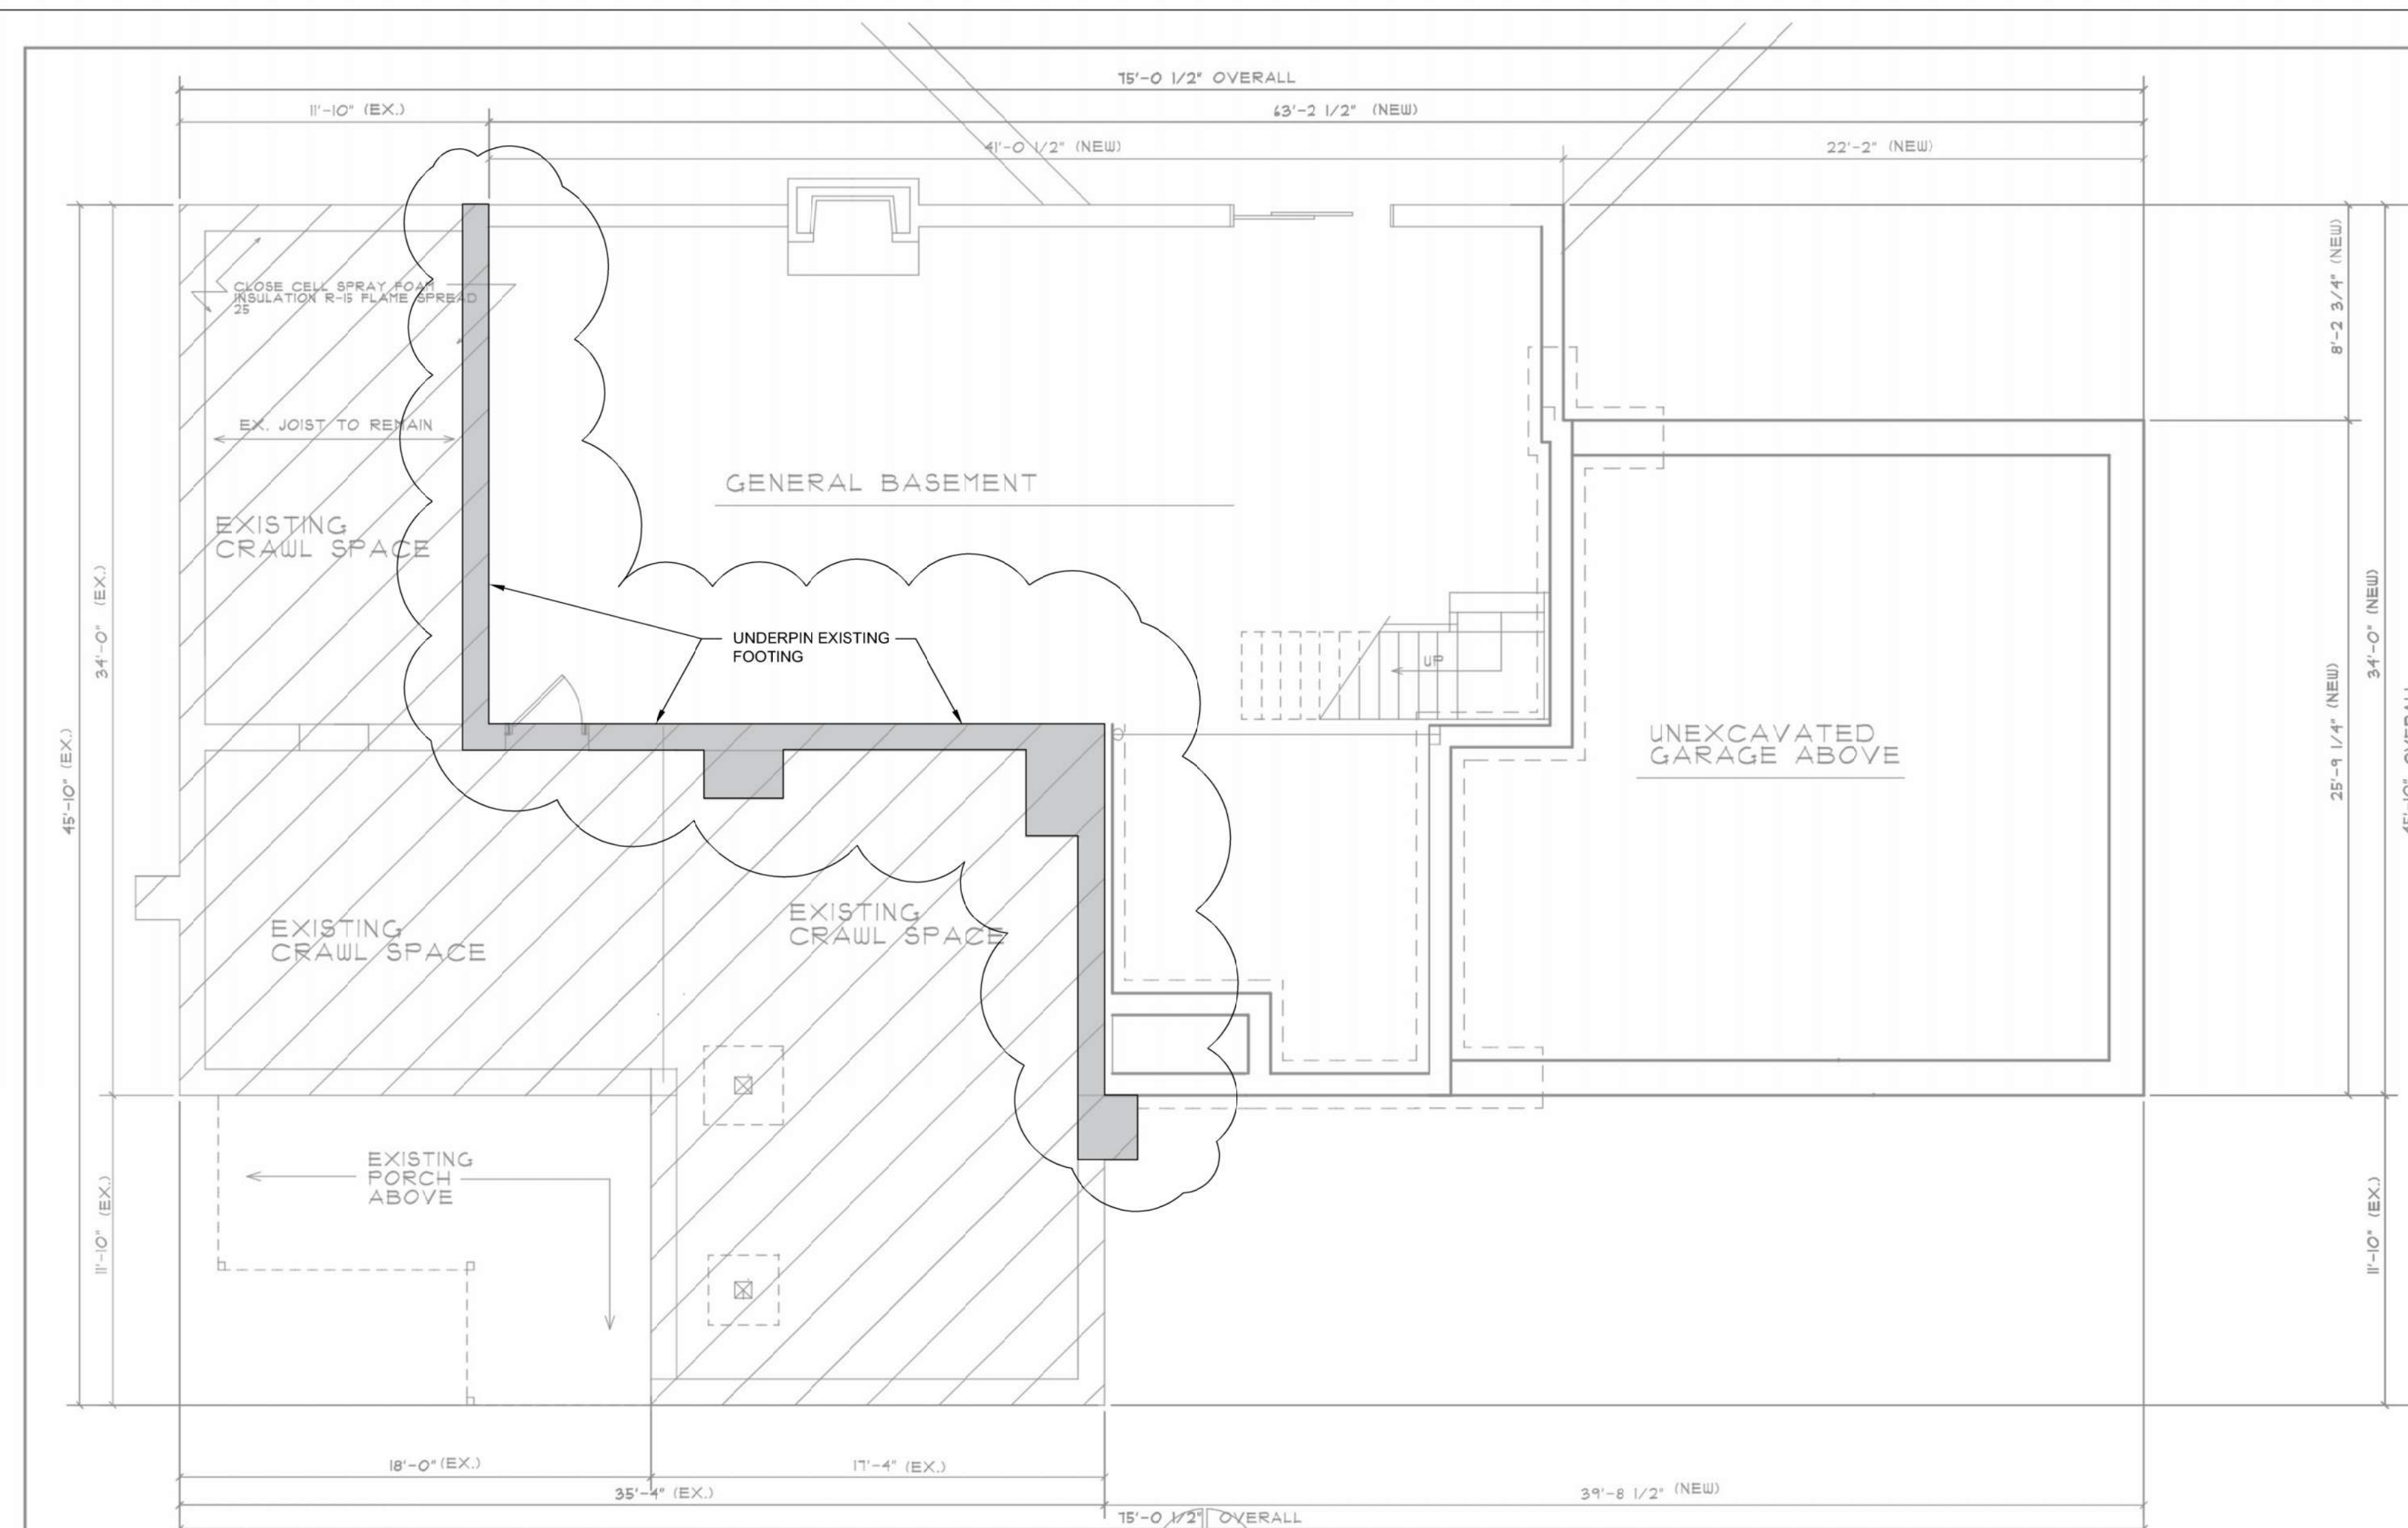 75'-0 1/2" OVERALL
11'-10" (EX.)
63'-2 1/2" (NEW)
41'-0 1/2" (NEW)
22'-2" (NEW)
8'-2 3/4" (NEW)
CLOSE CELL SPRAY FOAM
INSULATION R-15 FLAME SPREAD
25
EX. JOIST TO REMAIN
GENERAL BASEMENT
EXISTING
CRAWL SPACE
34'-0" (EX.)
34'-0" (NEW)
UNDERPIN EXISTING
FOOTING
UP
UNEXCAVATED
GARAGE ABOVE
25'-9 1/4" (NEW)
45'-10" (EX.)
45'-10" OVERALL
EXISTING
CRAWL SPACE
EXISTING
CRAWL SPACE
EXISTING
PORCH
ABOVE
11'-10" (EX.)
11'-10" (EX.)
18'-0" (EX.)
17'-4" (EX.)
35'-4" (EX.)
39'-8 1/2" (NEW)
75'-0 1/2" OVERALL